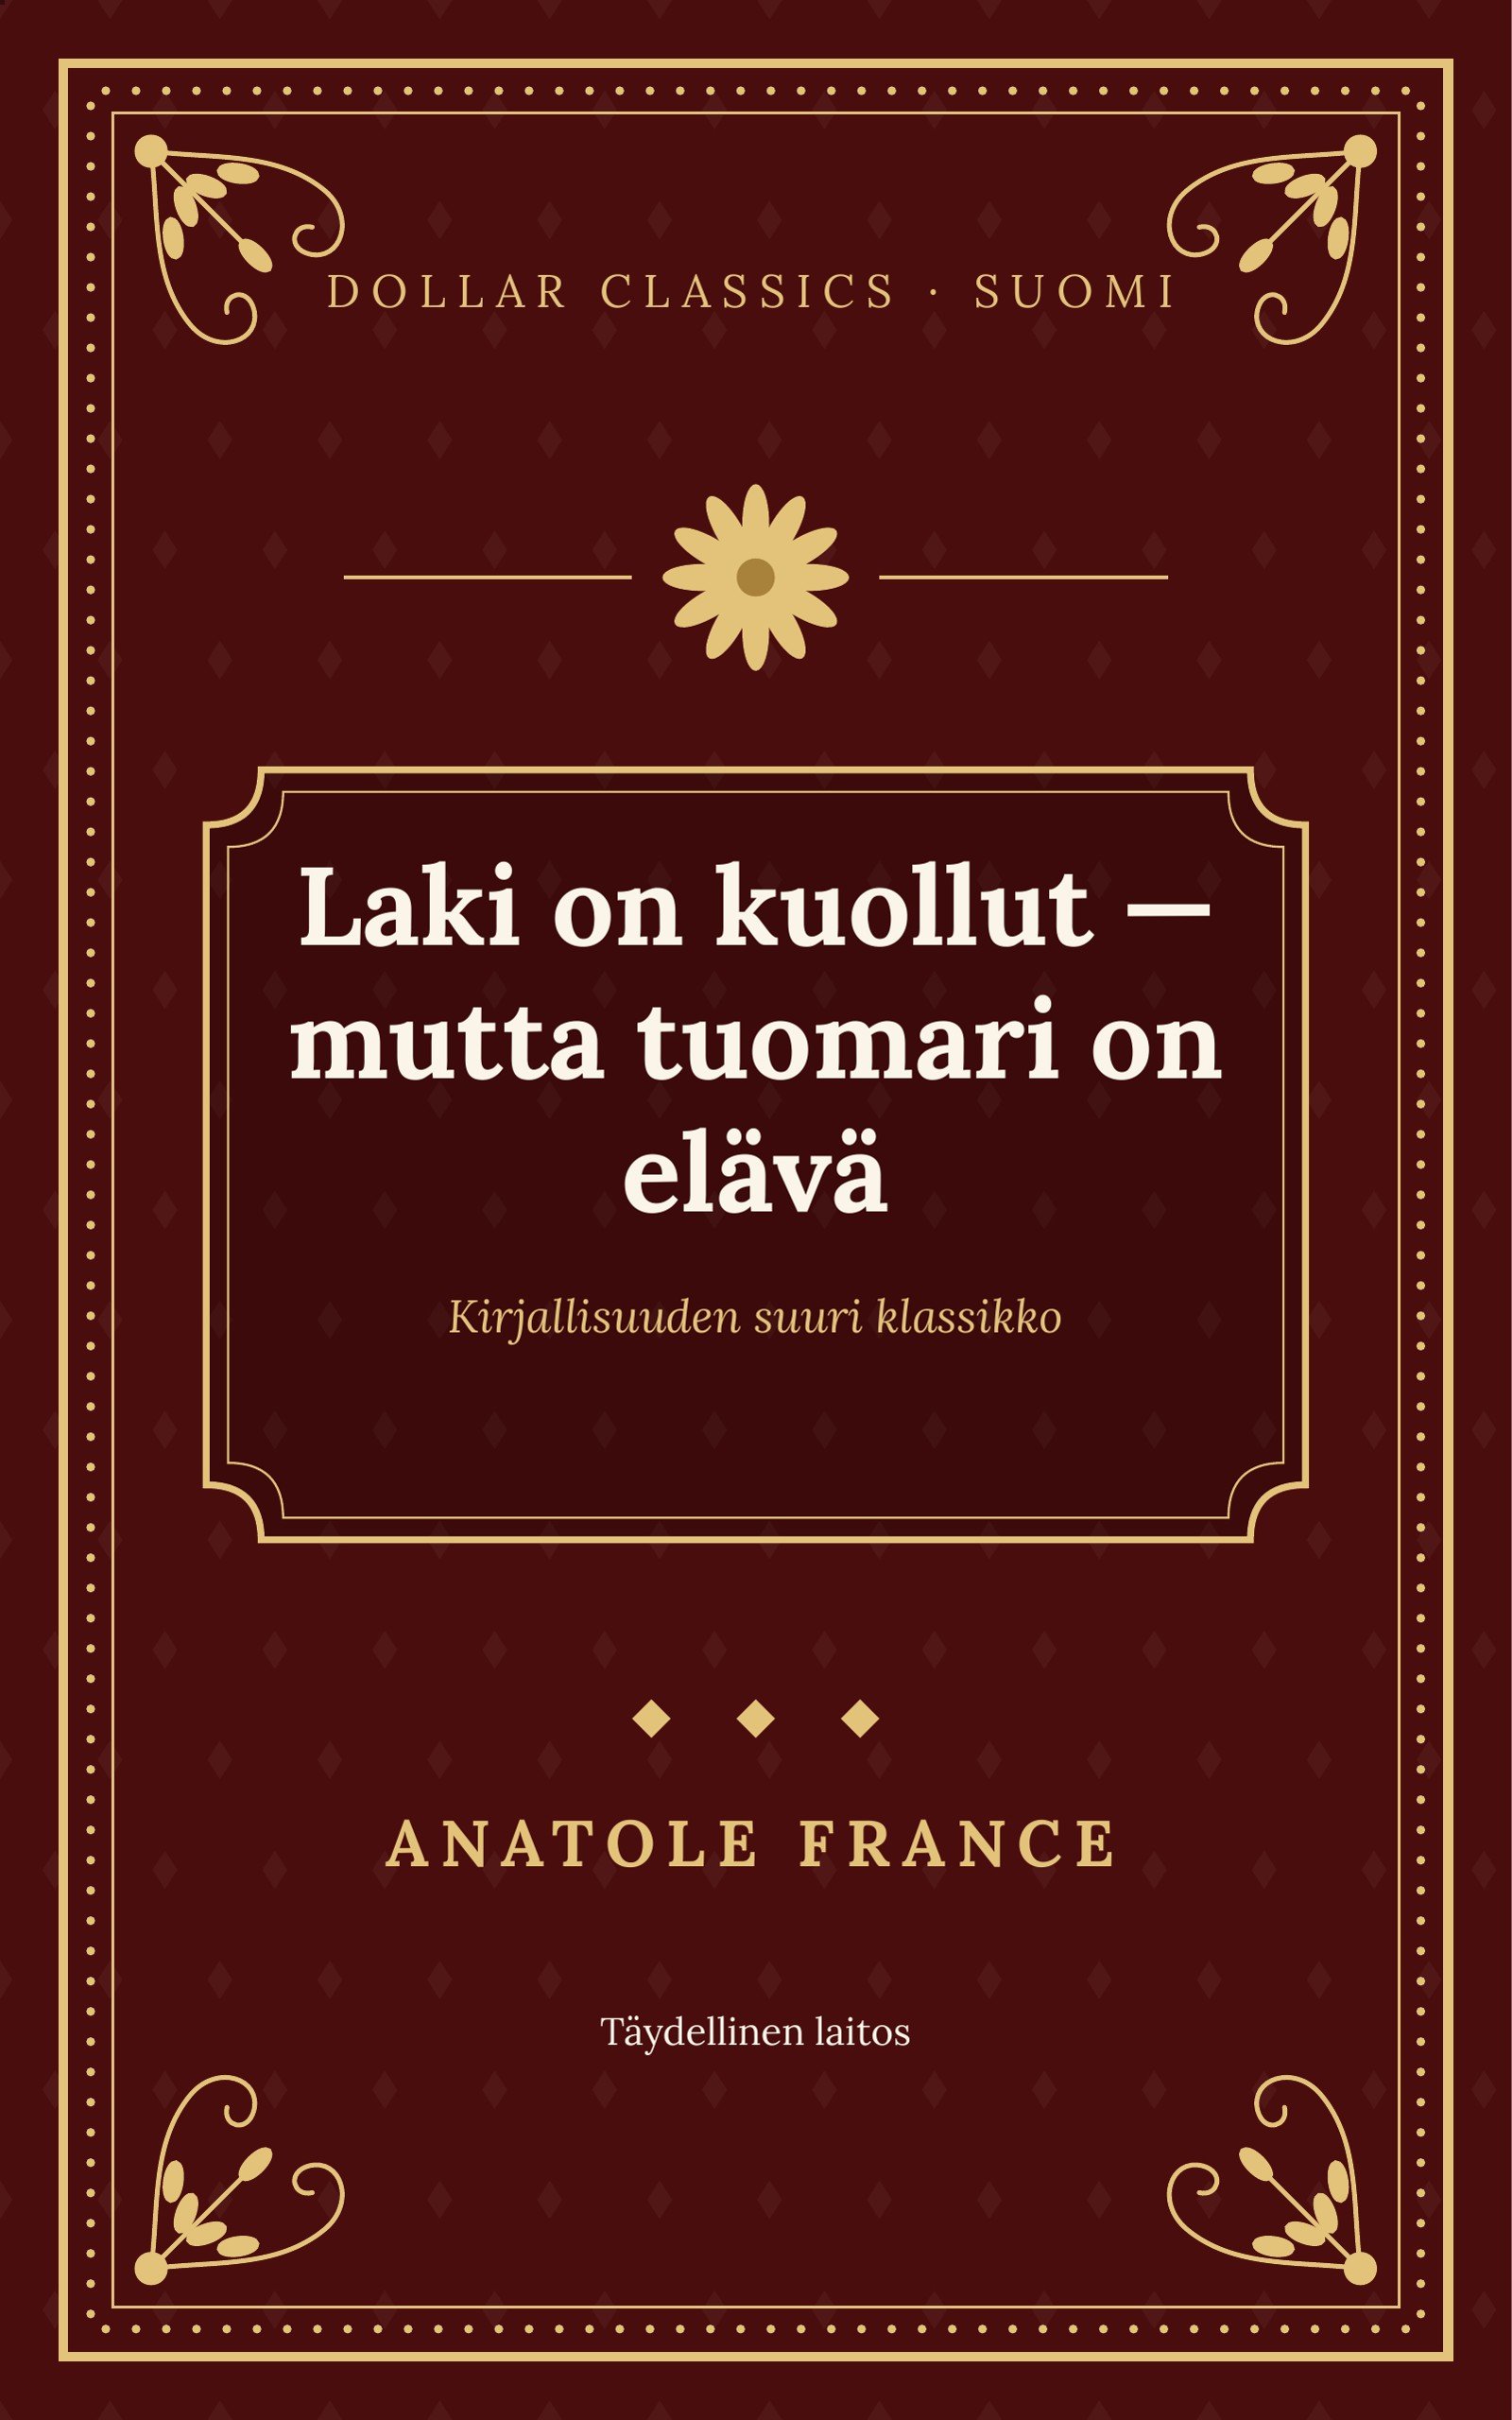 DOLLAR CLASSICS · SUOMI
Laki on kuollut —
mutta tuomari on
elävä
Kirjallisuuden suuri klassikko
ANATOLE FRANCE
Täydellinen laitos